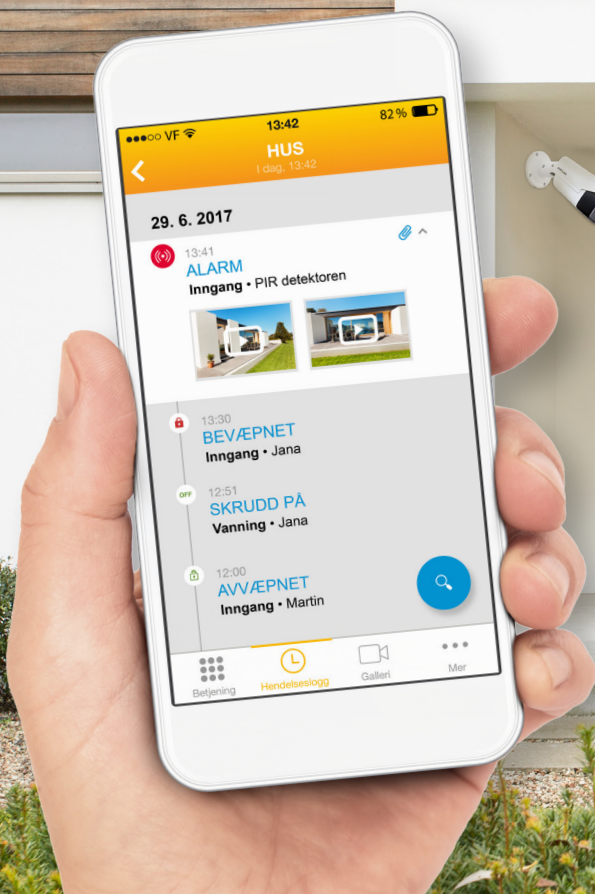 VF 13:42 82%
HUS
I dag, 13:42
29. 6. 2017
13:41
ALARM
Inngang • PIR detektoren
13:30
BEVÆPNET
Inngang • Jana
OFF 12:51
SKRUDD PÅ
Vanning • Jana
12:00
AVVÆPNET
Inngang • Martin
Betjening Hendelseslogg Galleri Mer